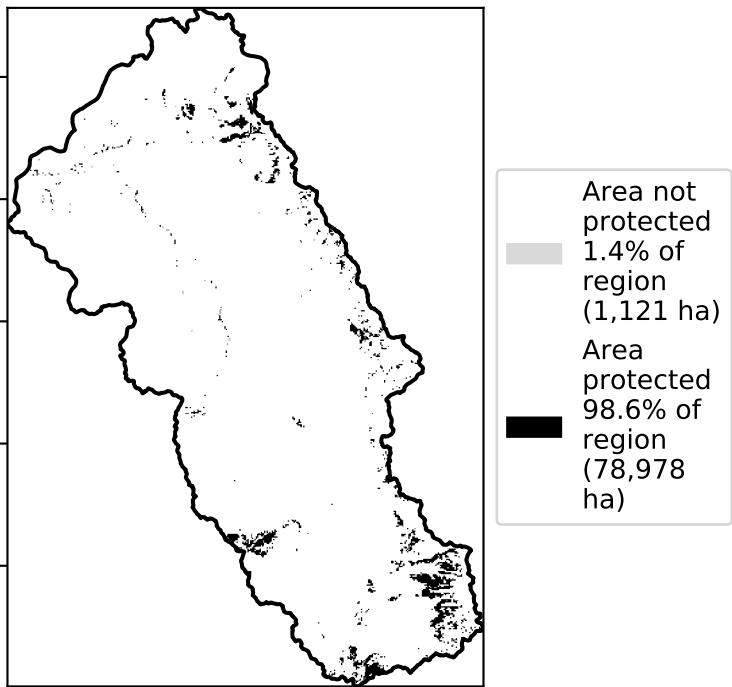 Area not
protected
1.4% of
region
(1,121 ha)
Area
protected
98.6% of
region
(78,978
ha)